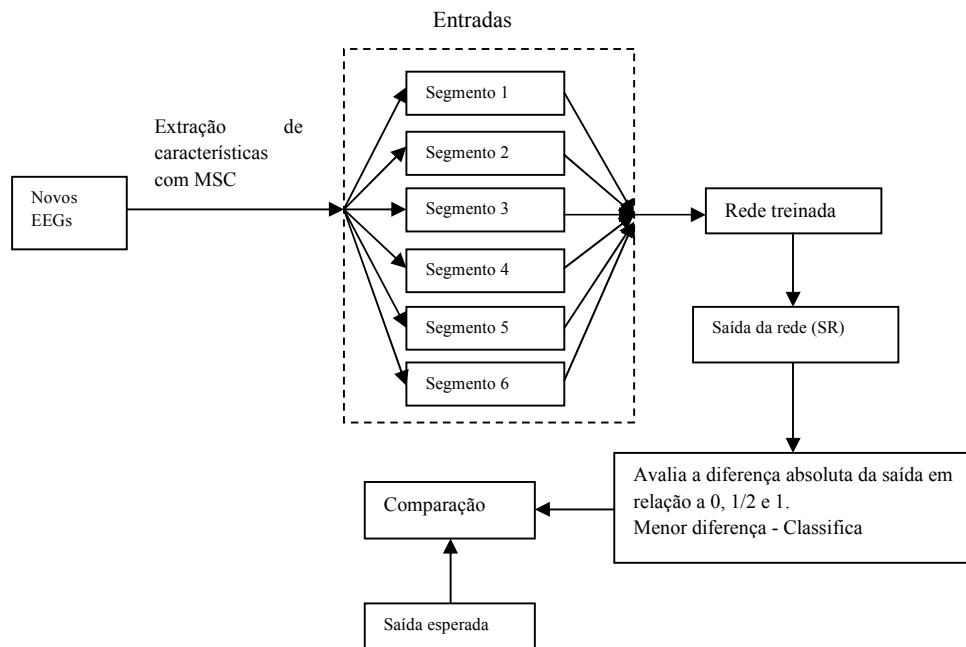 Entradas
Extração de
características
com MSC
Novos
EEGs
Segmento 1
Segmento 2
Segmento 3
Segmento 4
Segmento 5
Segmento 6
Rede treinada
Saída da rede (SR)
Avalia a diferença absoluta da saída em
relação a 0, 1/2 e 1.
Menor diferença - Classifica
Comparação
Saída esperada